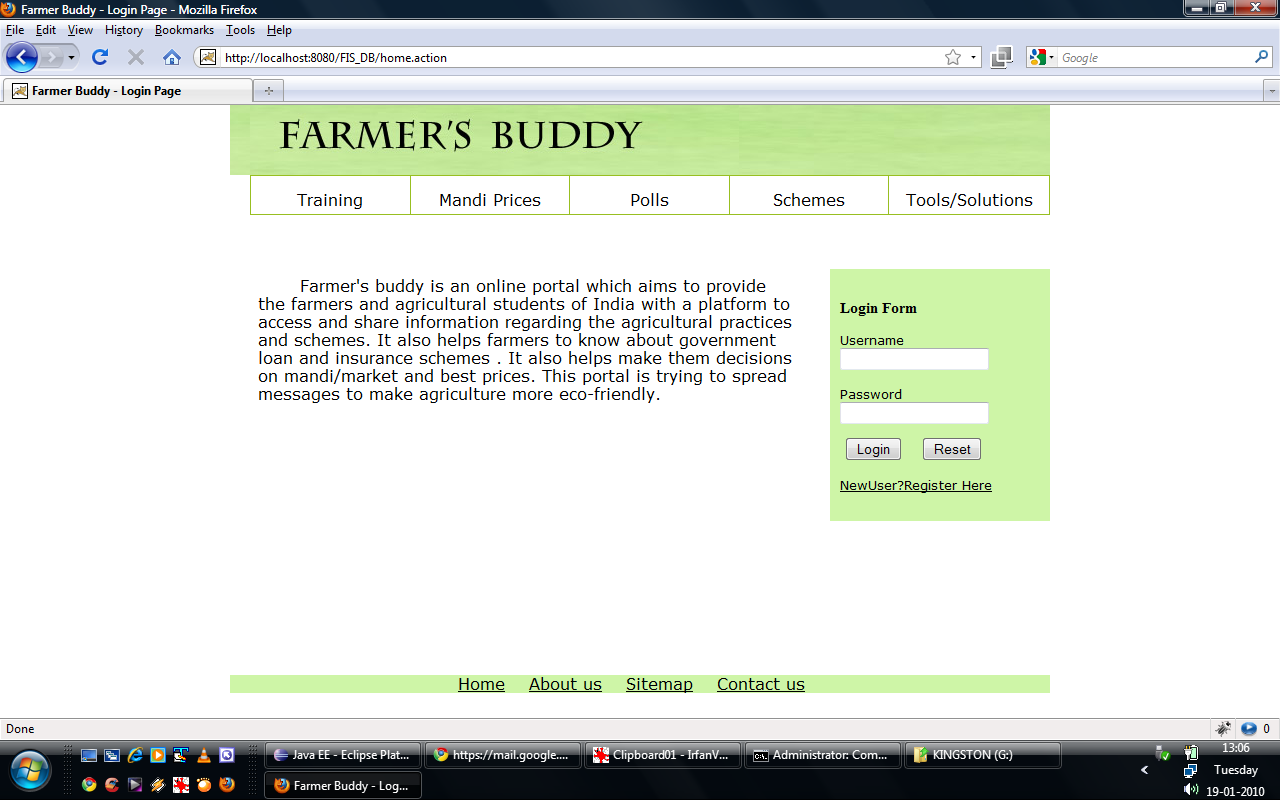 Farmer Buddy - Login Page - Mozilla Firefox
File Edit View History Bookmarks Tools Help
http://localhost:8080/FIS_DB/home.action
Google
Farmer Buddy - Login Page
FARMER'S BUDDY
Training Mandi Prices Polls Schemes Tools/Solutions
Farmer's buddy is an online portal which aims to provide
the farmers and agricultural students of India with a platform to
access and share information regarding the agricultural practices
and schemes. It also helps farmers to know about government
loan and insurance schemes . It also helps make them decisions
on mandi/market and best prices. This portal is trying to spread
messages to make agriculture more eco-friendly.
Login Form
Username
Password
Login Reset
NewUser?Register Here
Home About us Sitemap Contact us
Done
0
Java EE - Eclipse Plat... https://mail.google.... Clipboard01 - IrfanV... Administrator: Com... KINGSTON (G:)
Farmer Buddy - Log...
13:06
Tuesday
19-01-2010